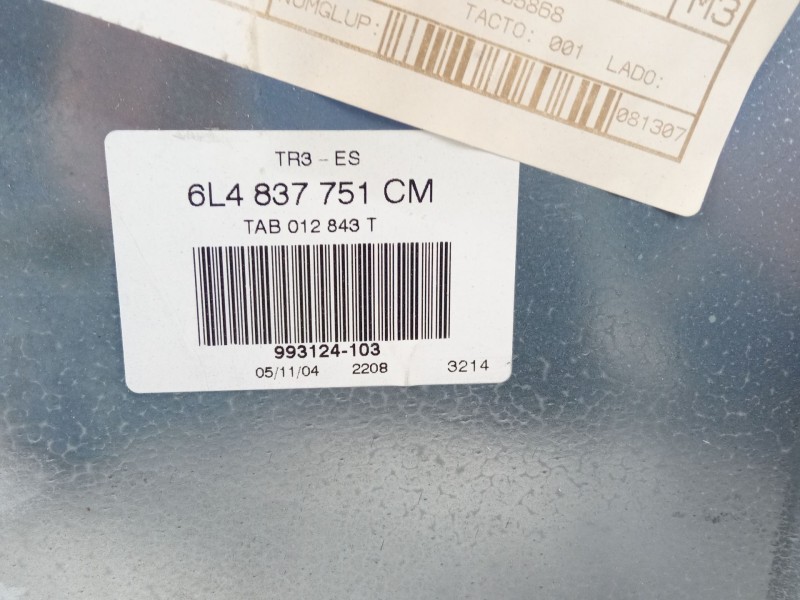 M3
35868
NUMGLUP:
TACTO: 001 LADO:
081307
TR3 - ES
6L4 837 751 CM
TAB 012 843 T
993124-103
05/11/04 2208 3214